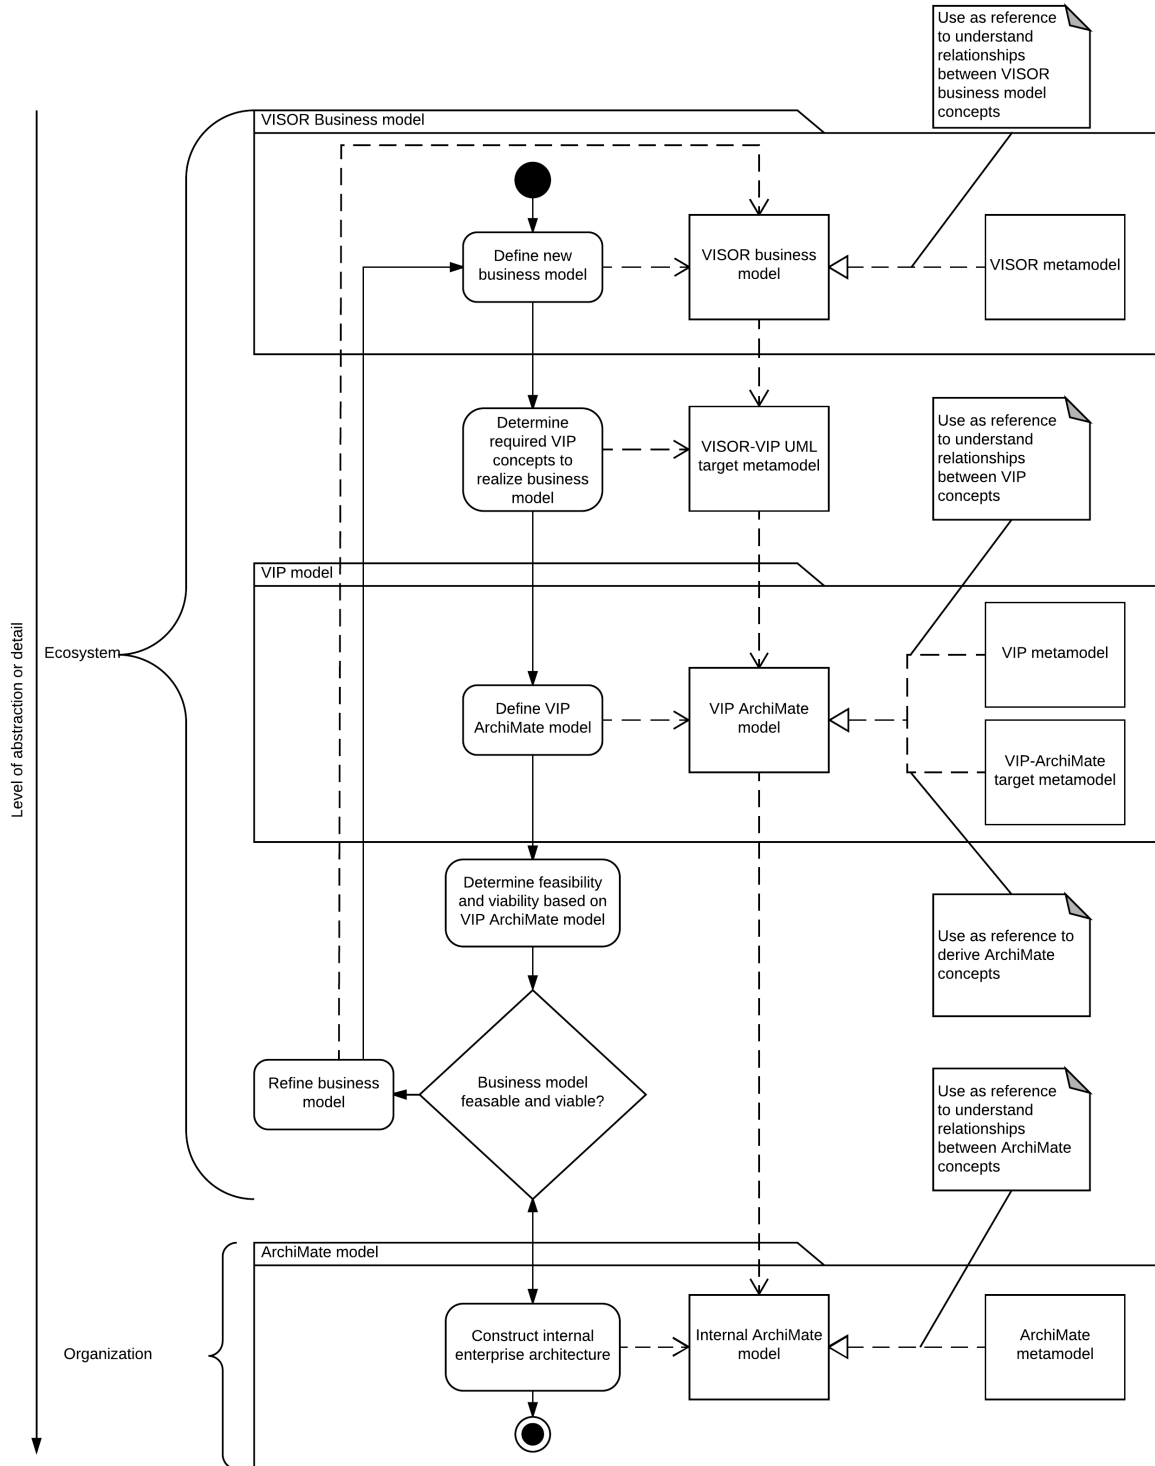 Use as reference
to understand
relationships
between VISOR
business model
concepts
VISOR Business model
Define new
business model
VISOR business
model
VISOR metamodel
Determine
required VIP
concepts to
realize business
model
VISOR-VIP UML
target metamodel
Use as reference
to understand
relationships
between VIP
concepts
VIP model
Level of abstraction or detail
Ecosystem
Define VIP
ArchiMate model
VIP ArchiMate
model
VIP metamodel
VIP-ArchiMate
target metamodel
Determine feasibility
and viability based on
VIP ArchiMate model
Use as reference to
derive ArchiMate
concepts
Refine business
model
Business model
feasable and viable?
Use as reference
to understand
relationships
between ArchiMate
concepts
ArchiMate model
Organization
Construct internal
enterprise architecture
Internal ArchiMate
model
ArchiMate
metamodel